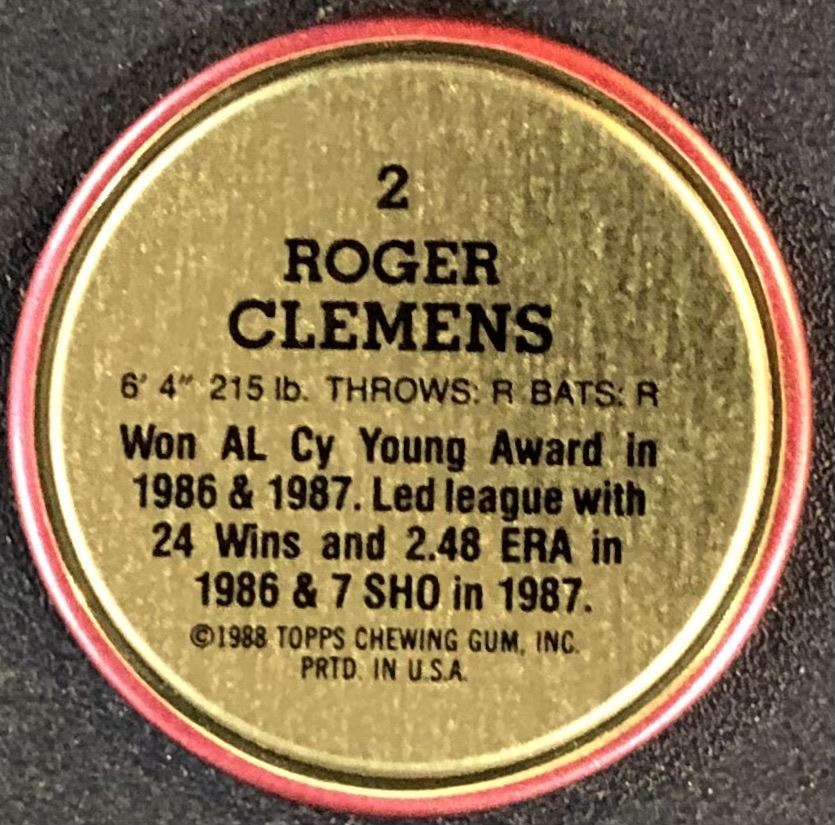 2
ROGER
CLEMENS
6' 4" 215 lb. THROWS: R BATS: R
Won AL Cy Young Award in
1986 & 1987. Led league with
24 Wins and 2.48 ERA in
1986 & 7 SHO in 1987.
©1988 TOPPS CHEWING GUM, INC.
PRTD. IN U.S.A.